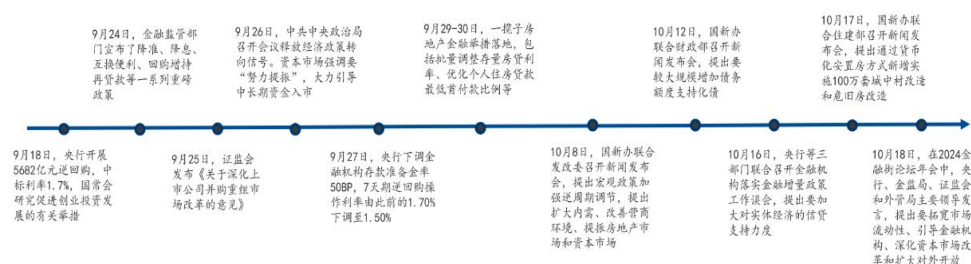 9月24日，金融监管部
门宣布了降准、降息、
互换便利、回购增持
再贷款等一系列重磅
政策
9月26日，中共中央政治局
召开会议释放经济政策转
向信号。资本市场强调要
“努力提振”，大力引导
中长期资金入市
9月29-30日，一揽子房
地产金融举措落地，包
括批量调整存量房贷利
率、优化个人住房贷款
最低首付款比例等
10月12日，国新办
联合财政部召开新
闻发布会，提出要
较大规模增加债务
额度支持化债
10月17日，国新办联
合住建部召开新闻发
布会，提出通过货币
化安置房方式新增实
施100万套城中村改造
和危旧房改造
9月18日，央行开展
5682亿元逆回购，中
标利率1.7%，国常会
研究促进创业投资发
展的有关举措
9月25日，证监会
发布《关于深化上
市公司并购重组市
场改革的意见》
9月27日，央行下调金
融机构存款准备金率
50BP，7天期逆回购操
作利率由此前的1.70%
下调至1.50%
10月8日，国新办联合
发改委召开新闻发布
会，提出宏观政策加
强逆周期调节，提出
扩大内需、改善营商
环境、提振房地产市
场和资本市场
10月16日，央行等三
部门联合召开金融机
构落实金融增量政策
工作谈会，提出要加
大对实体经济的信贷
支持力度
10月18日，在2024金
融街论坛年会中，央
行、金监局、证监会
和外管局主要领导发
言，提出要拓宽市场
流动性、引导金融机
构、深化资本市场改
革和扩大对外开放